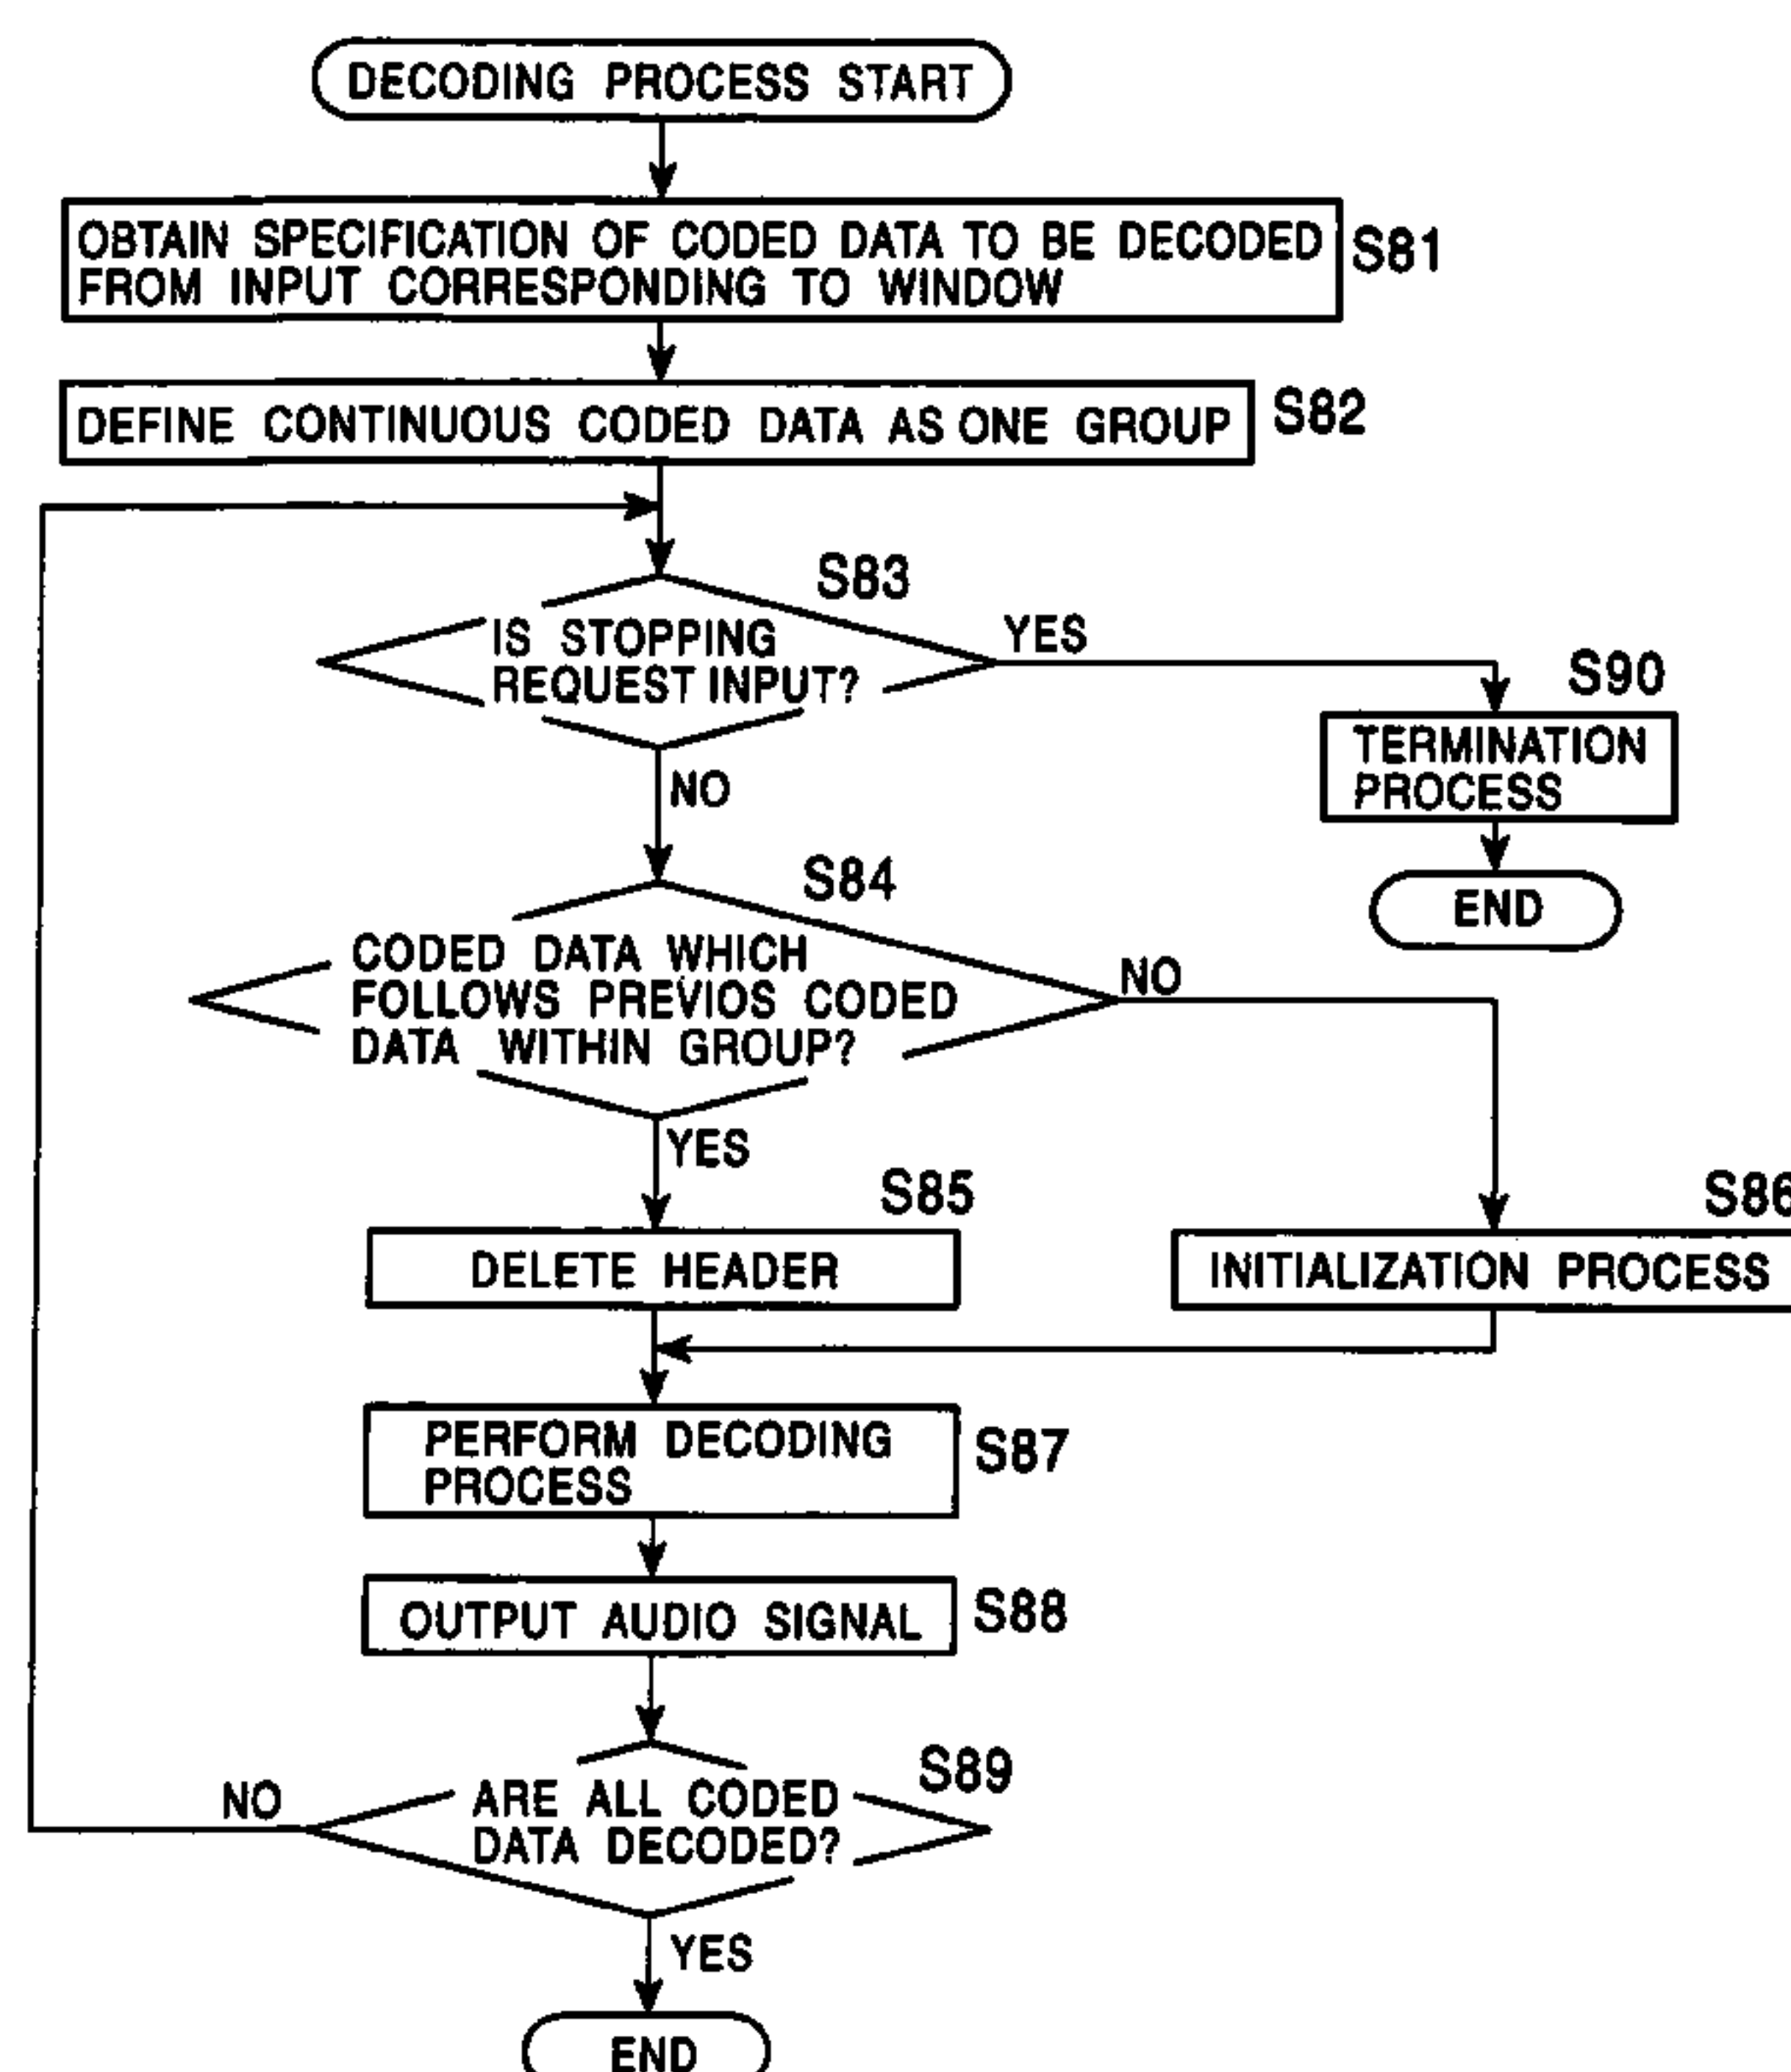 DECODING PROCESS START
OBTAIN SPECIFICATION OF CODED DATA TO BE DECODED
FROM INPUT CORRESPONDING TO WINDOW
S81
DEFINE CONTINUOUS CODED DATA AS ONE GROUP
S82
S83
IS STOPPING
REQUEST INPUT?
YES
NO
S90
TERMINATION
PROCESS
END
S84
CODED DATA WHICH
FOLLOWS PREVIOS CODED
DATA WITHIN GROUP?
NO
YES
S85
DELETE HEADER
S86
INITIALIZATION PROCESS
PERFORM DECODING
PROCESS
S87
OUTPUT AUDIO SIGNAL
S88
S89
ARE ALL CODED
DATA DECODED?
NO
YES
END